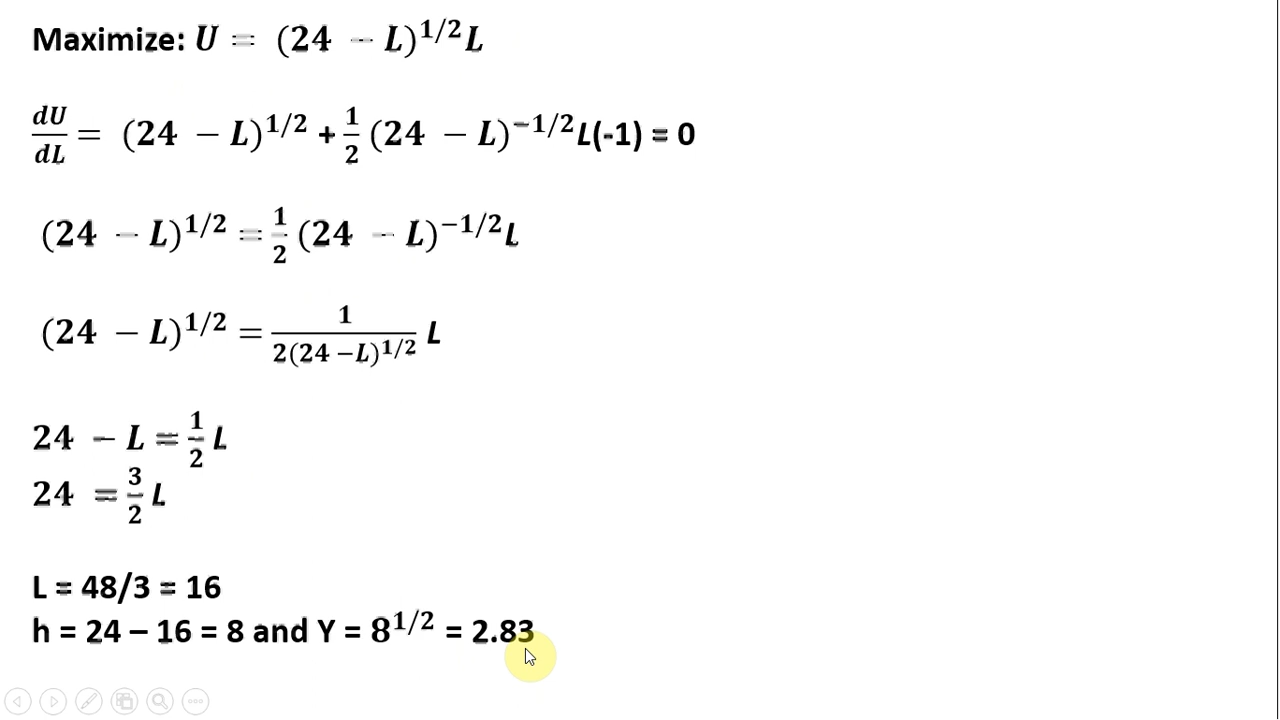 Maximize: U = (24 − L)^{1/2}L
dU/dL = (24 − L)^{1/2} + 1/2 (24 − L)^{−1/2}L(-1) = 0
(24 − L)^{1/2} = 1/2 (24 − L)^{−1/2}L
(24 − L)^{1/2} = 1/(2(24 −L)^{1/2}) L
24 − L = 1/2 L
24 = 3/2 L
L = 48/3 = 16
h = 24 – 16 = 8 and Y = 8^{1/2} = 2.83